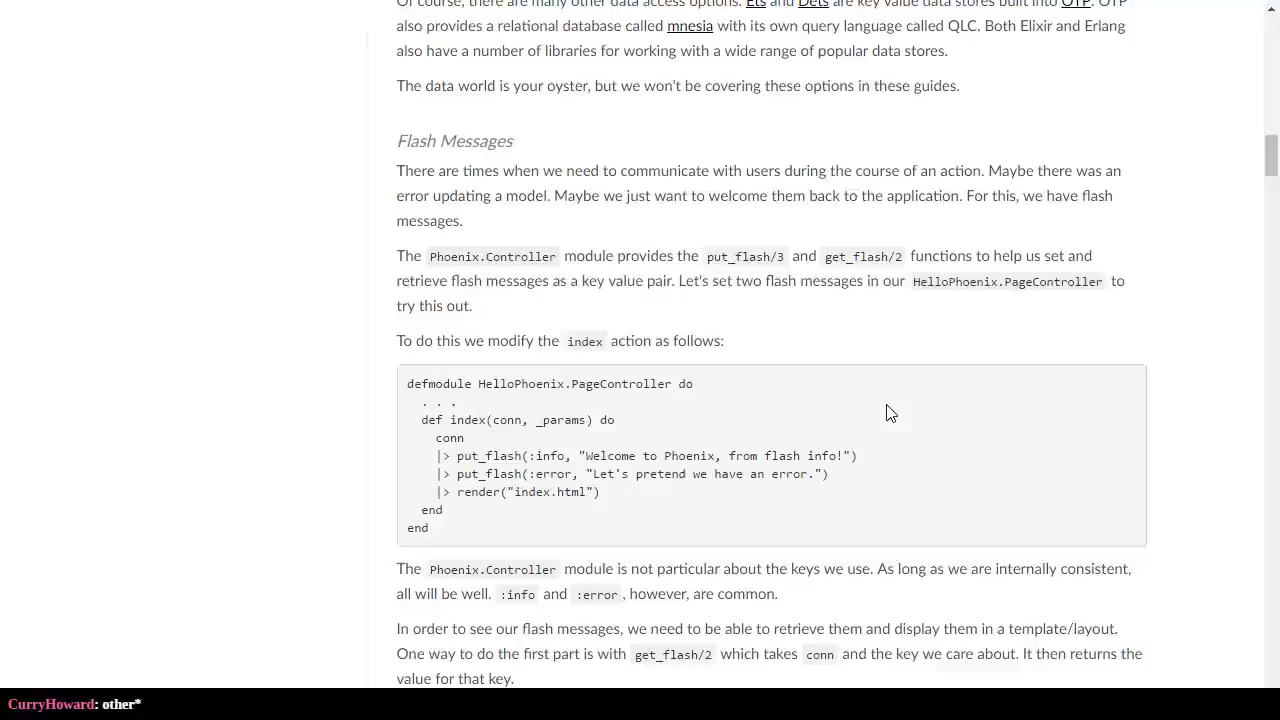 Of course, there are many other data access options. Ets and Dets are key value data stores built into OTP. OTP
also provides a relational database called mnesia with its own query language called QLC. Both Elixir and Erlang
also have a number of libraries for working with a wide range of popular data stores.
The data world is your oyster, but we won't be covering these options in these guides.
Flash Messages
There are times when we need to communicate with users during the course of an action. Maybe there was an
error updating a model. Maybe we just want to welcome them back to the application. For this, we have flash
messages.
The Phoenix.Controller module provides the put_flash/3 and get_flash/2 functions to help us set and
retrieve flash messages as a key value pair. Let's set two flash messages in our HelloPhoenix.PageController to
try this out.
To do this we modify the index action as follows:
defmodule HelloPhoenix.PageController do
  . . .
  def index(conn, _params) do
    conn
    |> put_flash(:info, "Welcome to Phoenix, from flash info!")
    |> put_flash(:error, "Let's pretend we have an error.")
    |> render("index.html")
  end
end
The Phoenix.Controller module is not particular about the keys we use. As long as we are internally consistent,
all will be well. :info and :error, however, are common.
In order to see our flash messages, we need to be able to retrieve them and display them in a template/layout.
One way to do the first part is with get_flash/2 which takes conn and the key we care about. It then returns the
value for that key.
CurryHoward: other*